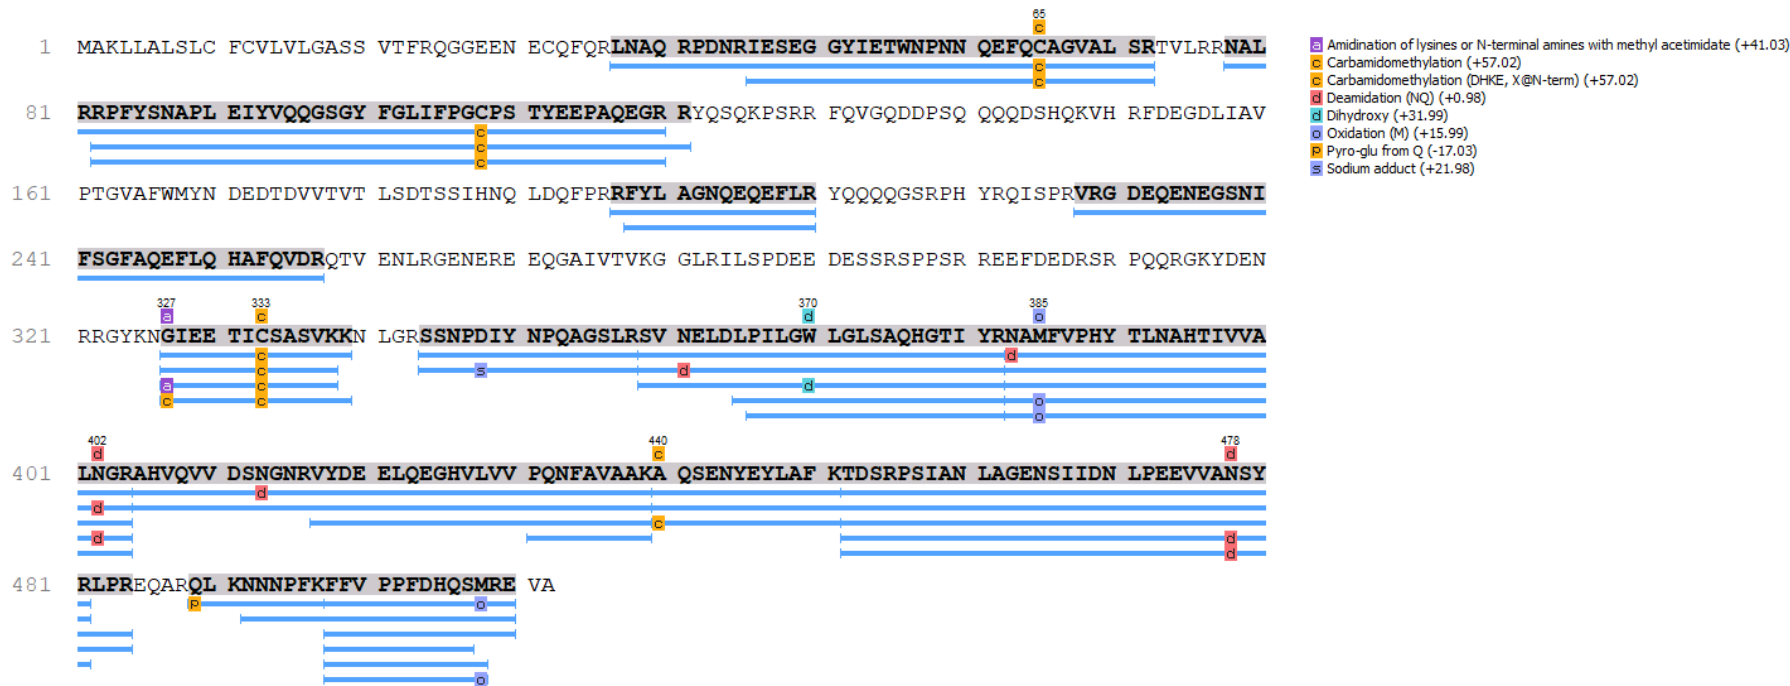 65
c
1 MAKLLALSLC FCVLVLGASS VTFRQGGEEN ECQFQRLNAQ RPDNRIESEG GYIETWNPNN QEFQCAGVAL SRTVLRRNAL
c
c
81 RRPFYSNAPL EIYVQQGSGY FGLIFPGCPS TYEEPAQEGR RYQSQKPSRR FQVGQDDPSQ QQQDSHQKVH RFDEGDLIAV
c
c
c
161 PTGVAFWMYN DEDTDVVTVT LSDTSSIHNQ LDQFPRRFYL AGNQEQEFLR YQQQQGSRPH YRQISPRVRG DEQENEGSNI
241 FSGFAQEFLQ HAFQVDRQTV ENLRGENERE EQGAIVTVKG GLRILSPDEE DESSRSPPSR REEFDEDRSR PQQRGKYDEN
327 333 370 385
a c d o
321 RRGYKNGIEE TICSASVKKN LGRSSNPDIY NPQAGSLRSV NELDLPILGW LGLSAQHGTI YRNAMFVPHY TLNAHTIVVA
c d
c s d
a c d
c c o
o
402 440 478
d c d
401 LNGRAHVQVV DSNGNRVYDE ELQEGHVLVV PQNFAVAAKA QSENYEYLAF KTDSRPSIAN LAGENSIIDN LPEEVVANSY
d
d
c
d d
d
481 RLPREQARQL KNNNPFKFFV PPFDHQSMRE VA
p o
o
a Amidination of lysines or N-terminal amines with methyl acetimidate (+41.03)
c Carbamidomethylation (+57.02)
c Carbamidomethylation (DHKE, X@N-term) (+57.02)
d Deamidation (NQ) (+0.98)
d Dihydroxy (+31.99)
o Oxidation (M) (+15.99)
p Pyro-glu from Q (-17.03)
s Sodium adduct (+21.98)